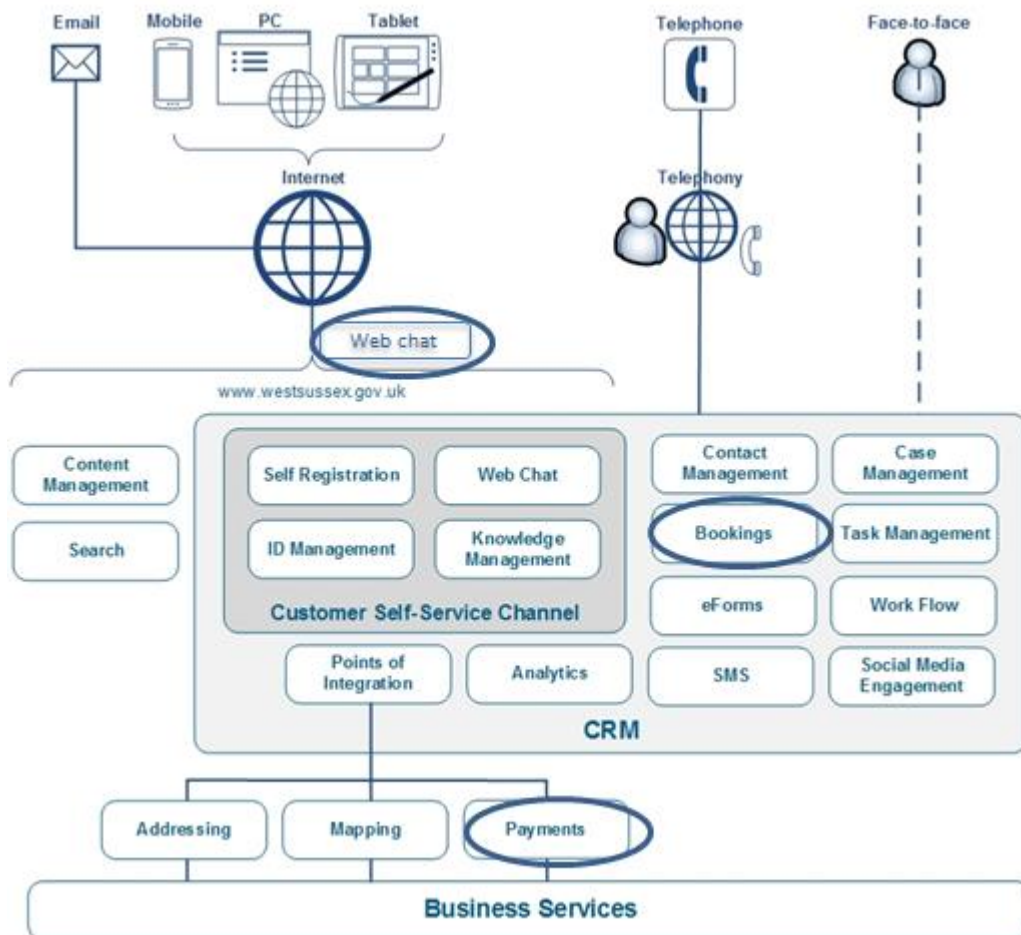 Email
Mobile
PC
Tablet
Telephone
Face-to-face
Internet
Telephony
Web chat
www.westsussex.gov.uk
Content
Management
Search
Self Registration
Web Chat
ID Management
Knowledge
Management
Customer Self-Service Channel
Contact
Management
Case
Management
Bookings
Task Management
eForms
Work Flow
Points of
Integration
Analytics
SMS
Social Media
Engagement
CRM
Addressing
Mapping
Payments
Business Services